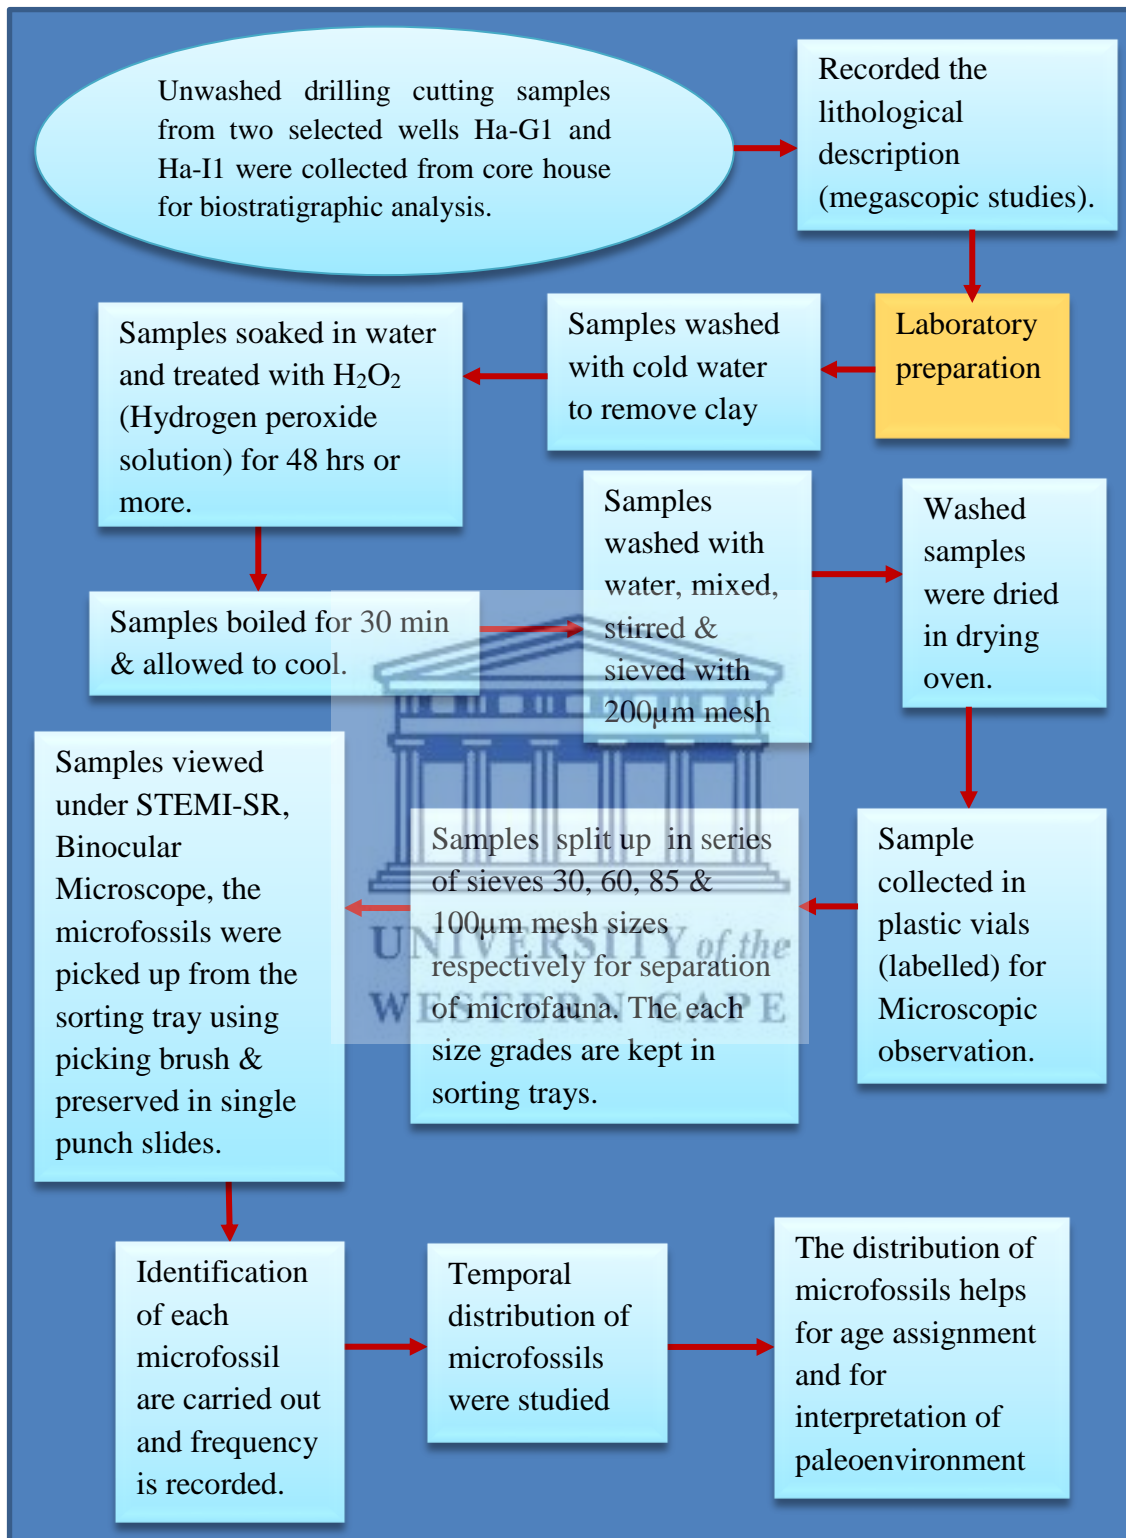 Unwashed drilling cutting samples
from two selected wells Ha-G1 and
Ha-I1 were collected from core house
for biostratigraphic analysis.
Recorded the
lithological
description
(megascopic studies).
Laboratory
preparation
Samples washed
with cold water
to remove clay
Samples soaked in water
and treated with H₂O₂
(Hydrogen peroxide
solution) for 48 hrs or
more.
Samples boiled for 30 min
& allowed to cool.
Samples
washed with
water, mixed,
stirred &
sieved with
200µm mesh
Washed
samples
were dried
in drying
oven.
Sample
collected in
plastic vials
(labelled) for
Microscopic
observation.
Samples split up in series
of sieves 30, 60, 85 &
100µm mesh sizes
respectively for separation
of microfauna. The each
size grades are kept in
sorting trays.
UNIVERSITY of the
WESTERN CAPE
Samples viewed
under STEMI-SR,
Binocular
Microscope, the
microfossils were
picked up from the
sorting tray using
picking brush &
preserved in single
punch slides.
Identification
of each
microfossil
are carried out
and frequency
is recorded.
Temporal
distribution of
microfossils
were studied
The distribution of
microfossils helps
for age assignment
and for
interpretation of
paleoenvironment